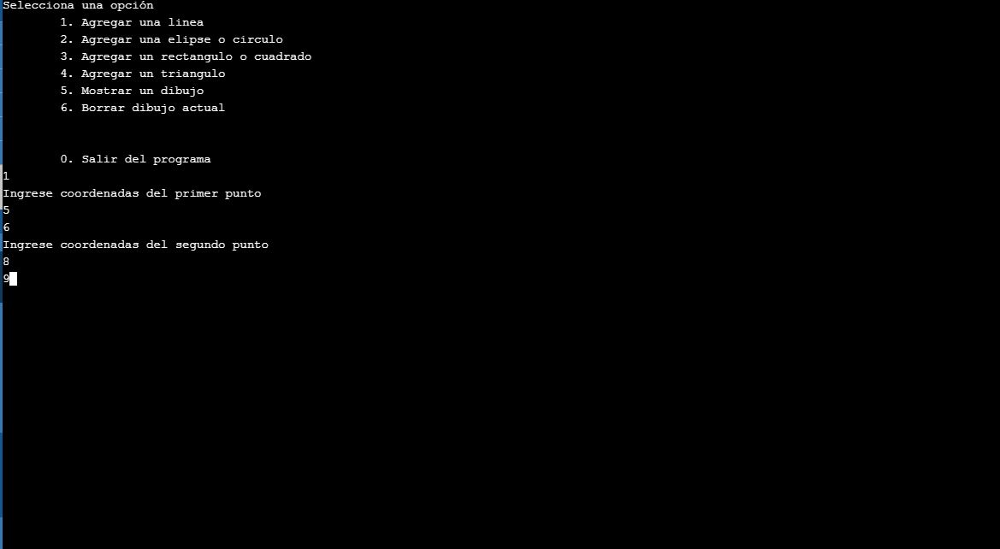 Selecciona una opción
1. Agregar una linea
2. Agregar una elipse o circulo
3. Agregar un rectangulo o cuadrado
4. Agregar un triangulo
5. Mostrar un dibujo
6. Borrar dibujo actual
0. Salir del programa
1
Ingrese coordenadas del primer punto
5
6
Ingrese coordenadas del segundo punto
8
9